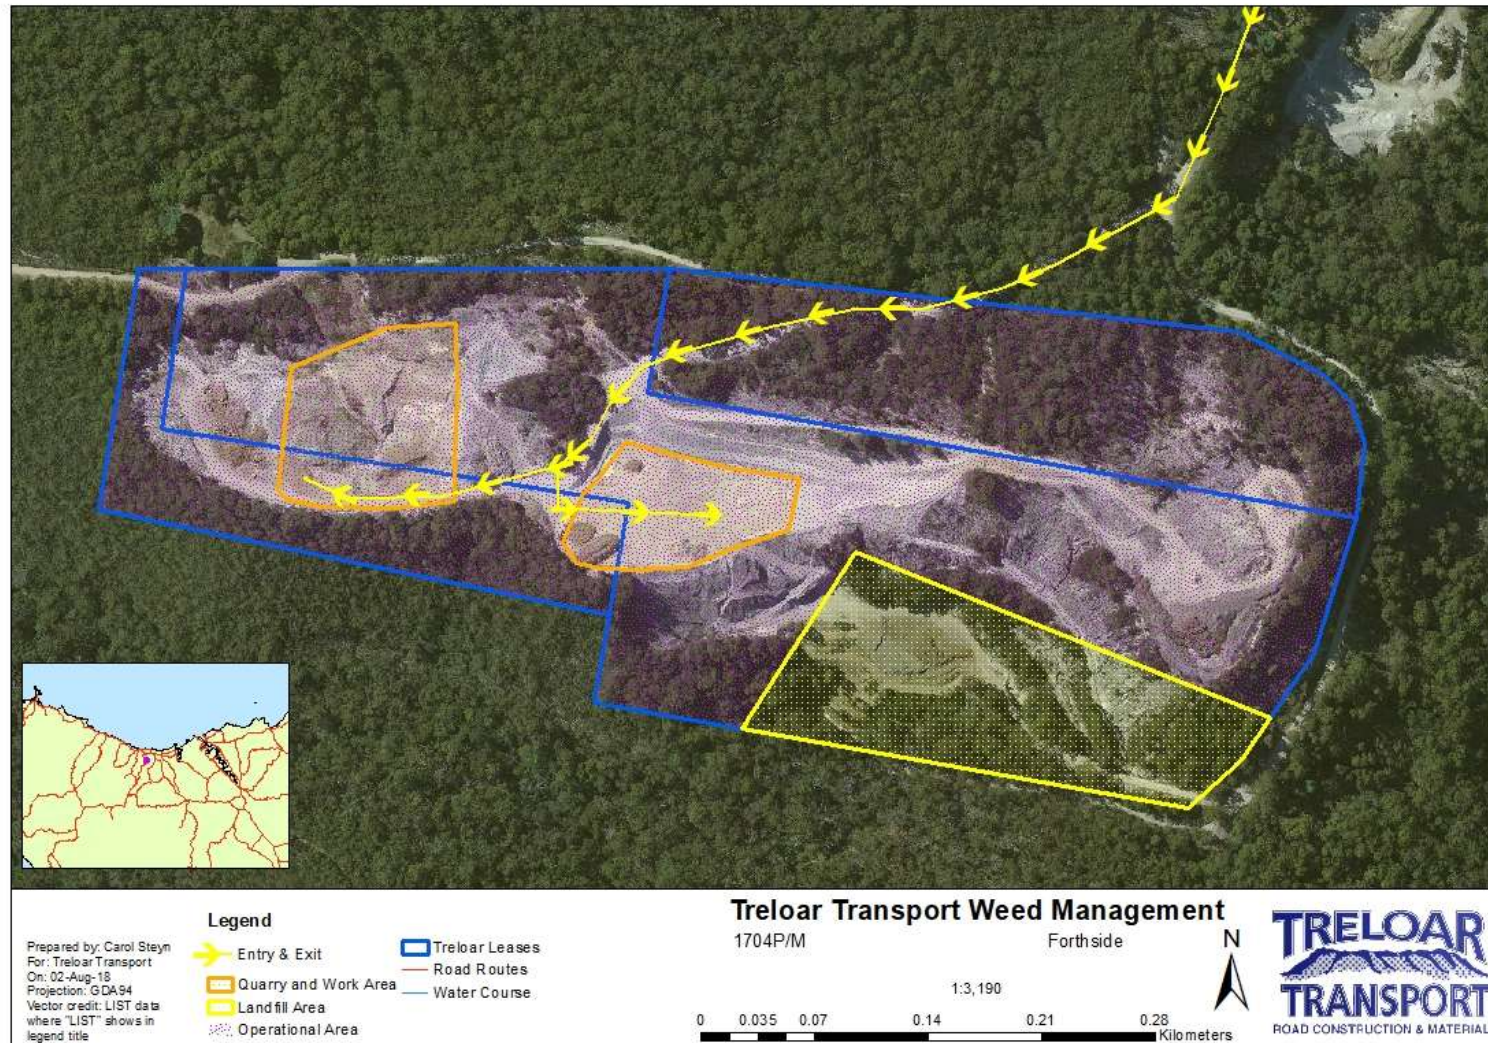 Treloar Transport Weed Management
1704P/M
Forthside
1:3,190
N
0 0.035 0.07 0.14 0.21 0.28
Kilometers
Legend
Entry & Exit
Quarry and Work Area
Landfill Area
Operational Area
Treloar Leases
Road Routes
Water Course
Prepared by: Carol Steyn
For: Treloar Transport
On: 02-Aug-18
Projection: GDA94
Vector credit: LIST data
where "LIST" shows in
legend title
TRELOAR
TRANSPORT
ROAD CONSTRUCTION & MATERIAL